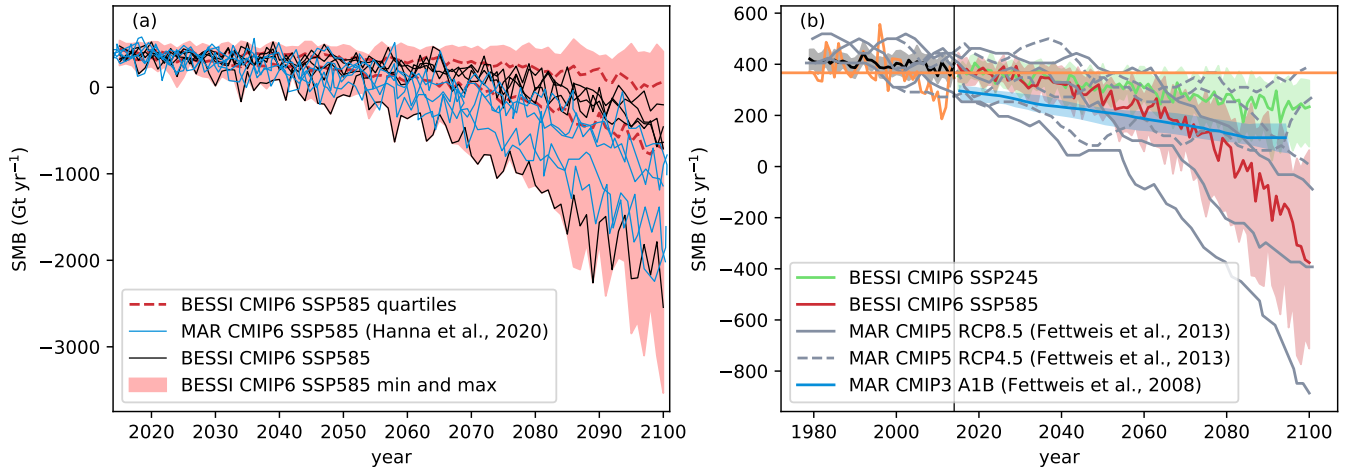 (a)
SMB (Gt yr⁻¹)
0
−1000
−2000
−3000
BESSI CMIP6 SSP585 quartiles
MAR CMIP6 SSP585 (Hanna et al., 2020)
BESSI CMIP6 SSP585
BESSI CMIP6 SSP585 min and max
2020 2030 2040 2050 2060 2070 2080 2090 2100
year
(b)
SMB (Gt yr⁻¹)
600
400
200
0
−200
−400
−600
−800
BESSI CMIP6 SSP245
BESSI CMIP6 SSP585
MAR CMIP5 RCP8.5 (Fettweis et al., 2013)
MAR CMIP5 RCP4.5 (Fettweis et al., 2013)
MAR CMIP3 A1B (Fettweis et al., 2008)
1980 2000 2020 2040 2060 2080 2100
year